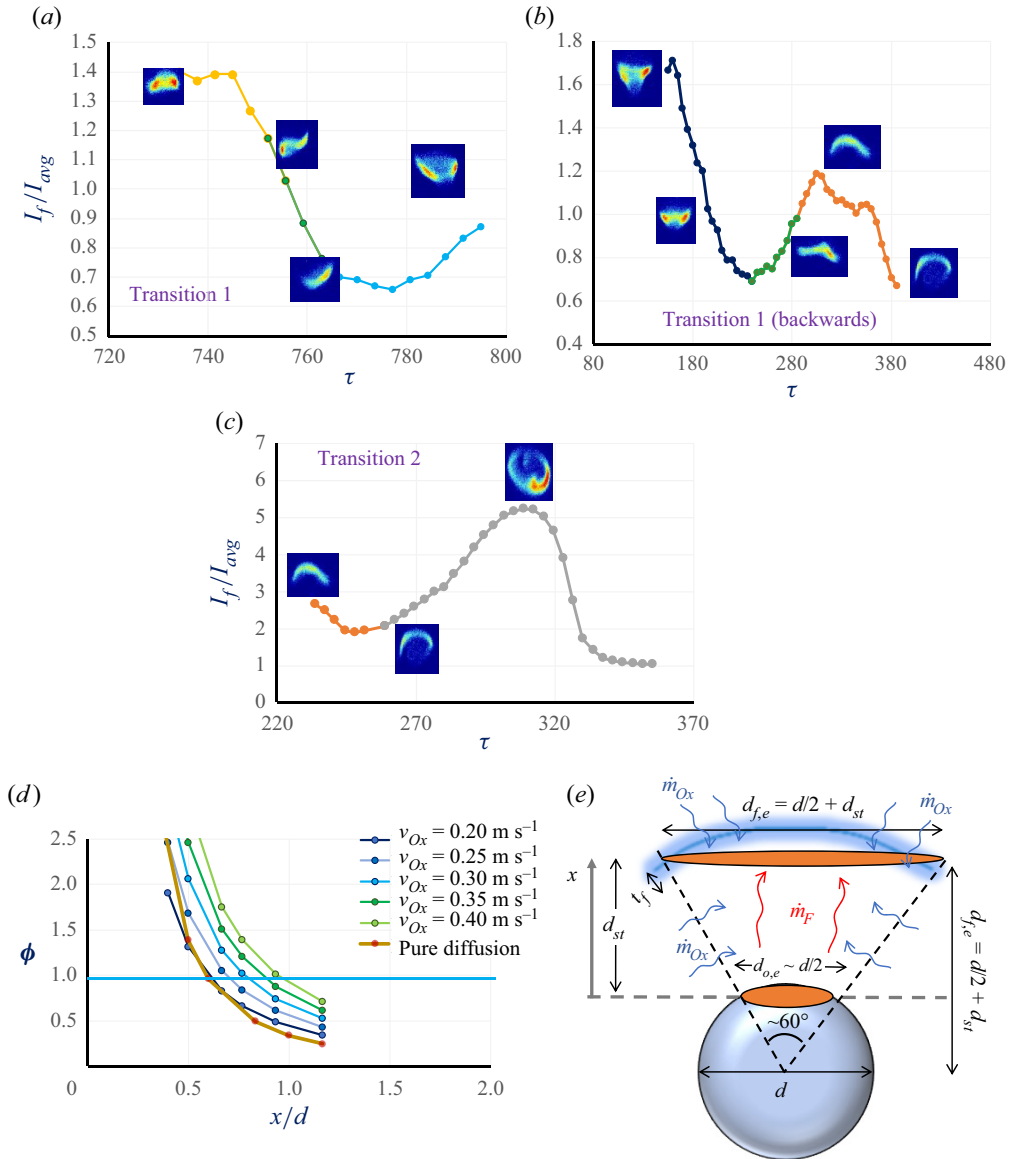 (a)
1.5
1.4
1.3
1.2
1.1
1.0
0.9
0.8
0.7
0.6
0.5
I_f/I_avg
Transition 1
720
740
760
780
800
τ
(b)
1.8
1.6
1.4
1.2
1.0
0.8
0.6
0.4
Transition 1 (backwards)
80
180
280
380
480
τ
(c)
7
6
5
4
3
2
1
0
I_f/I_avg
Transition 2
220
270
320
370
τ
(d)
2.5
2.0
1.5
1.0
0.5
ϕ
v_Ox = 0.20 m s⁻¹
v_Ox = 0.25 m s⁻¹
v_Ox = 0.30 m s⁻¹
v_Ox = 0.35 m s⁻¹
v_Ox = 0.40 m s⁻¹
Pure diffusion
0
0.5
1.0
1.5
2.0
x/d
(e)
ṁ_Ox
d_f,e = d/2 + d_st
ṁ_Ox
x
t_f
d_st
ṁ_F
ṁ_Ox
d_o,e ~ d/2
d_f,e = d/2 + d_st
~60°
d